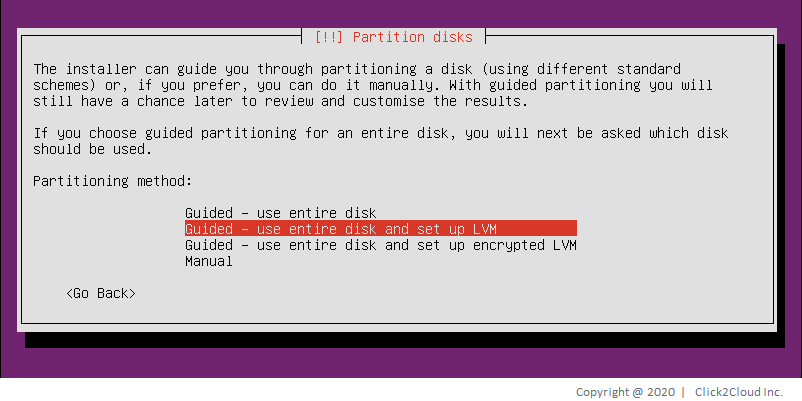 [!!] Partition disks
The installer can guide you through partitioning a disk (using different standard
schemes) or, if you prefer, you can do it manually. With guided partitioning you will
still have a chance later to review and customise the results.
If you choose guided partitioning for an entire disk, you will next be asked which disk
should be used.
Partitioning method:
Guided - use entire disk
Guided - use entire disk and set up LVM
Guided - use entire disk and set up encrypted LVM
Manual
<Go Back>
Copyright @ 2020 | Click2Cloud Inc.